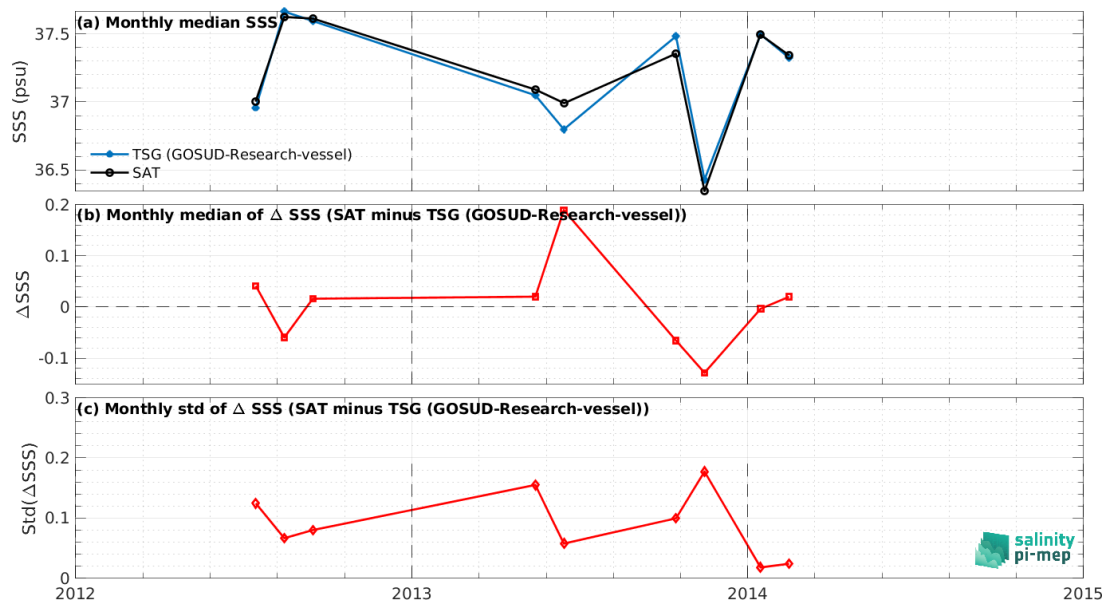 (a) Monthly median SSS
37.5
37
36.5
SSS (psu)
TSG (GOSUD-Research-vessel)
SAT
(b) Monthly median of Δ SSS (SAT minus TSG (GOSUD-Research-vessel))
0.2
0.1
0
-0.1
ΔSSS
(c) Monthly std of Δ SSS (SAT minus TSG (GOSUD-Research-vessel))
0.3
0.2
0.1
0
Std(ΔSSS)
salinity
pi-mep
2012
2013
2014
2015